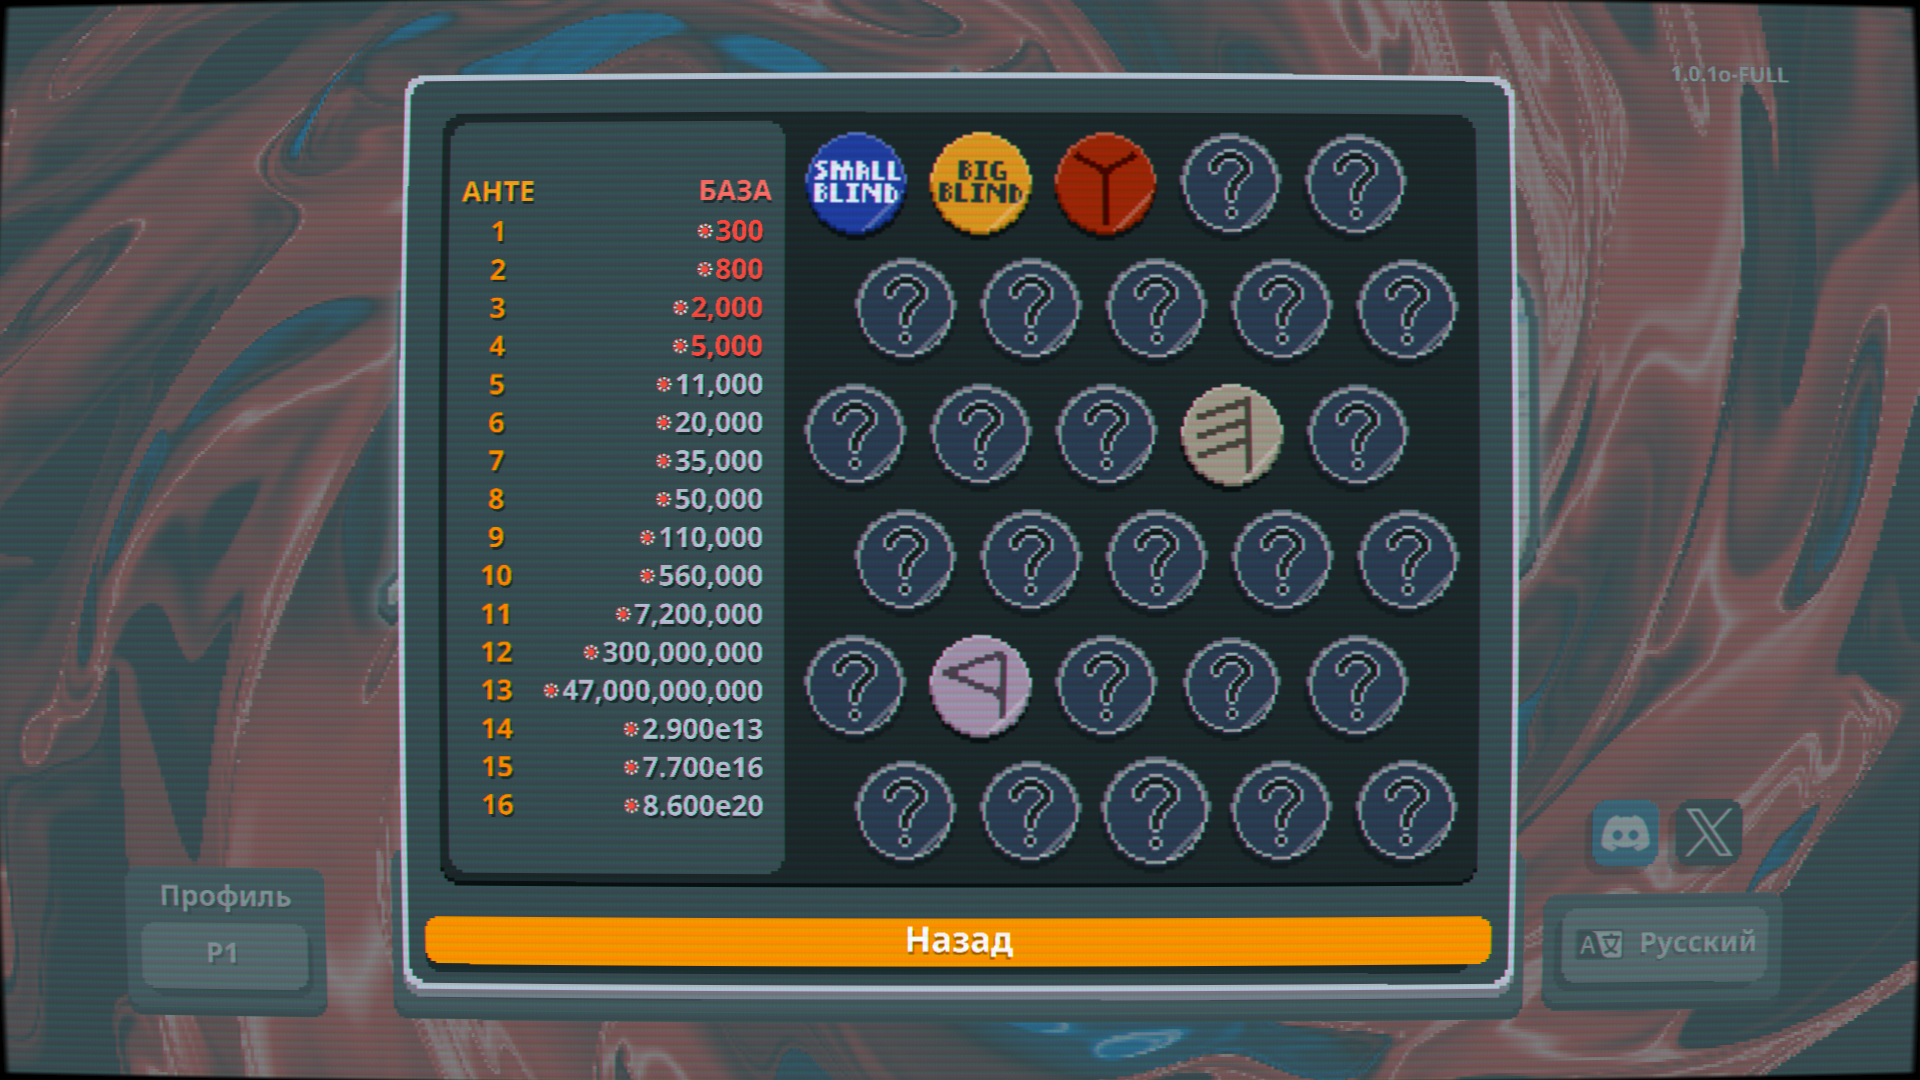 1.0.1o-FULL
SMALL
BLIND
BIG
BLIND
? ?
АНТЕ БАЗА
1 300
2 800
3 2,000
4 5,000
5 11,000
6 20,000
7 35,000
8 50,000
9 110,000
10 560,000
11 7,200,000
12 300,000,000
13 47,000,000,000
14 2.900e13
15 7.700e16
16 8.600e20
? ? ? ? ?
? ? ? ?
? ? ? ? ?
? ? ? ?
? ? ? ? ?
Назад
Профиль
P1
A文 Русский